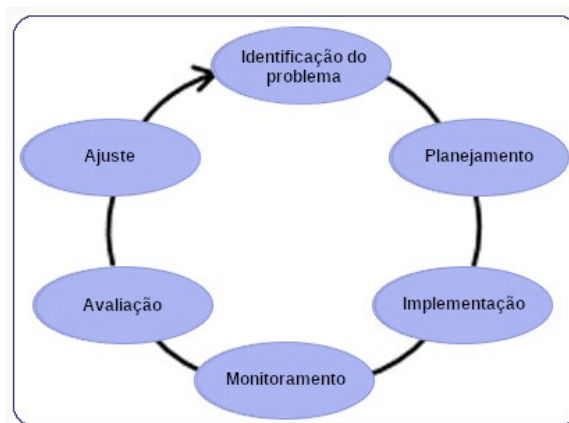 Identificação do
problema
Planejamento
Implementação
Monitoramento
Avaliação
Ajuste